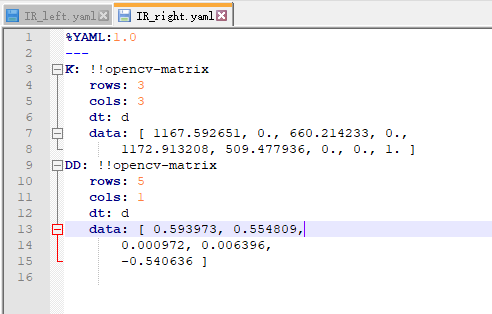 IR_left.yaml IR_right.yaml
1 %YAML:1.0
2 ---
3 K: !!opencv-matrix
4 rows: 3
5 cols: 3
6 dt: d
7 data: [ 1167.592651, 0., 660.214233, 0.,
8 1172.913208, 509.477936, 0., 0., 1. ]
9 DD: !!opencv-matrix
10 rows: 5
11 cols: 1
12 dt: d
13 data: [ 0.593973, 0.554809,
14 0.000972, 0.006396,
15 -0.540636 ]
16